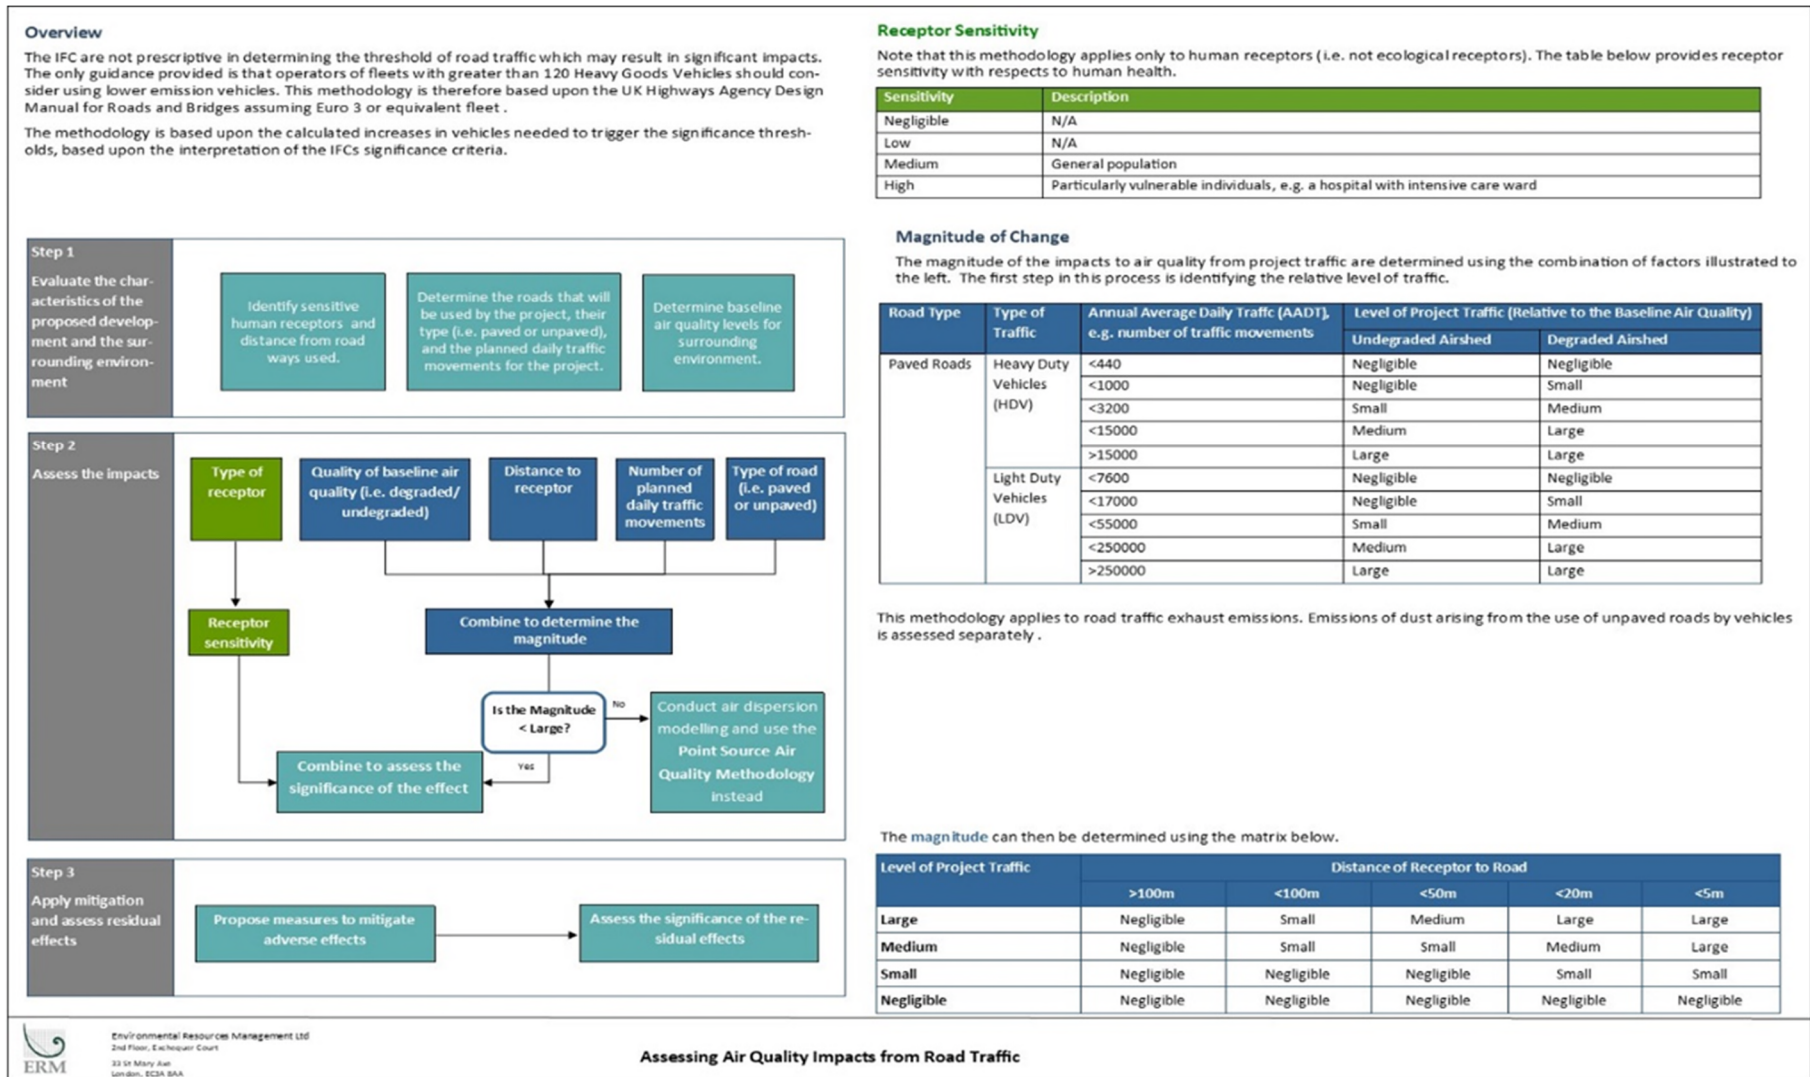 Overview
The IFC are not prescriptive in determining the threshold of road traffic which may result in significant impacts.
The only guidance provided is that operators of fleets with greater than 120 Heavy Goods Vehicles should con-
sider using lower emission vehicles. This methodology is therefore based upon the UK Highways Agency Design
Manual for Roads and Bridges assuming Euro 3 or equivalent fleet .
The methodology is based upon the calculated increases in vehicles needed to trigger the significance thresh-
olds, based upon the interpretation of the IFCs significance criteria.
Step 1
Evaluate the char-
acteristics of the
proposed develop-
ment and the sur-
rounding environ-
ment
Identify sensitive
human receptors and
distance from road
ways used.
Determine the roads that will
be used by the project, their
type (i.e. paved or unpaved),
and the planned daily traffic
movements for the project.
Determine baseline
air quality levels for
surrounding
environment.
Step 2
Assess the impacts
Type of
receptor
Quality of baseline air
quality (i.e. degraded/
undegraded)
Distance to
receptor
Number of
planned
daily traffic
movements
Type of road
(i.e. paved
or unpaved)
Receptor
sensitivity
Combine to determine the
magnitude
Is the Magnitude
< Large?
No
Yes
Conduct air dispersion
modelling and use the
Point Source Air
Quality Methodology
instead
Combine to assess the
significance of the effect
Step 3
Apply mitigation
and assess residual
effects
Propose measures to mitigate
adverse effects
Assess the significance of the re-
sidual effects
Receptor Sensitivity
Note that this methodology applies only to human receptors (i.e. not ecological receptors). The table below provides receptor
sensitivity with respects to human health.
Sensitivity Description
Negligible N/A
Low N/A
Medium General population
High Particularly vulnerable individuals, e.g. a hospital with intensive care ward
Magnitude of Change
The magnitude of the impacts to air quality from project traffic are determined using the combination of factors illustrated to
the left. The first step in this process is identifying the relative level of traffic.
Road Type Type of Traffic Annual Average Daily Traffc (AADT), e.g. number of traffic movements Level of Project Traffic (Relative to the Baseline Air Quality)
Undegraded Airshed Degraded Airshed
Paved Roads Heavy Duty Vehicles (HDV) <440 Negligible Negligible
<1000 Negligible Small
<3200 Small Medium
<15000 Medium Large
>15000 Large Large
Light Duty Vehicles (LDV) <7600 Negligible Negligible
<17000 Negligible Small
<55000 Small Medium
<250000 Medium Large
>250000 Large Large
This methodology applies to road traffic exhaust emissions. Emissions of dust arising from the use of unpaved roads by vehicles
is assessed separately .
The magnitude can then be determined using the matrix below.
Level of Project Traffic Distance of Receptor to Road
>100m <100m <50m <20m <5m
Large Negligible Small Medium Large Large
Medium Negligible Small Small Medium Large
Small Negligible Negligible Negligible Small Small
Negligible Negligible Negligible Negligible Negligible Negligible
ERM
Environmental Resources Management Ltd
2nd Floor, Exchequer Court
33 St Mary Axe
London, EC3A 8AA
Assessing Air Quality Impacts from Road Traffic